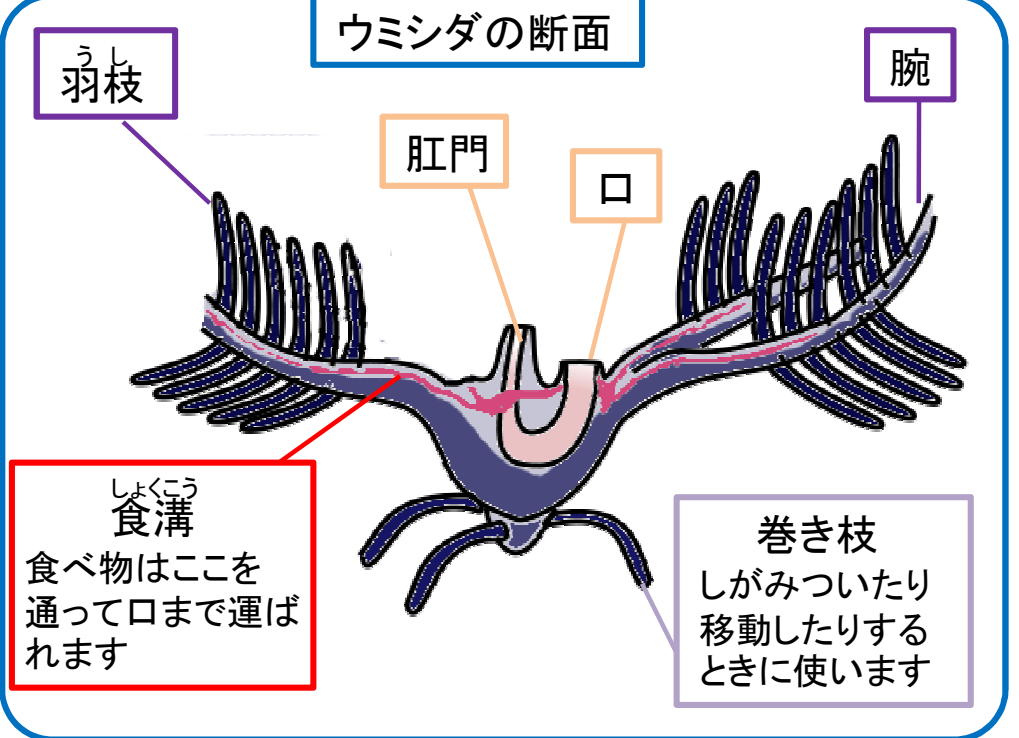 ウミシダの断面
うし
羽枝
腕
肛門
口
しょくこう
食溝
食べ物はここを
通って口まで運ば
れます
巻き枝
しがみついたり
移動したりする
ときに使います